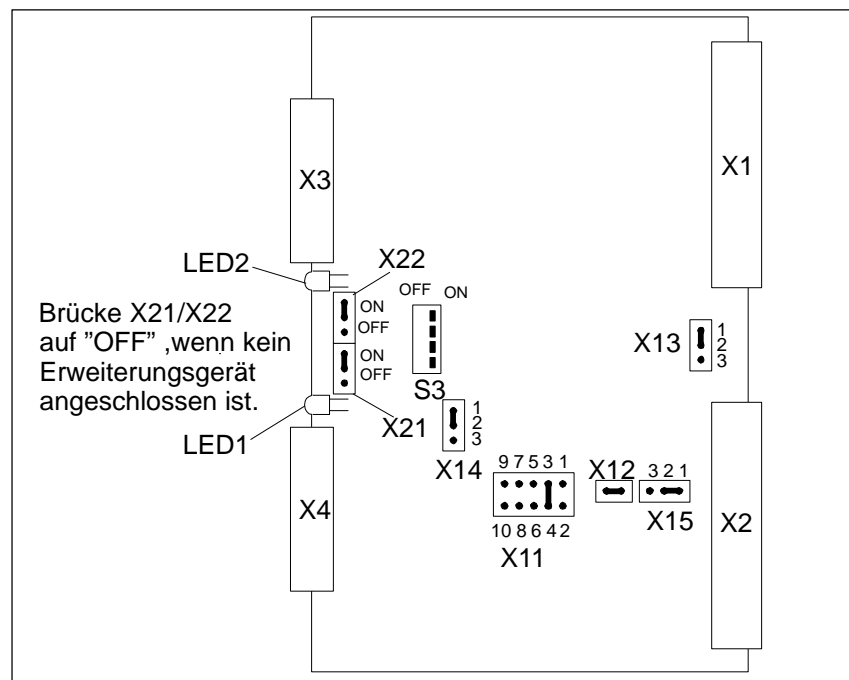 X3
X1
LED2
X22
OFF ON
Brücke X21/X22
auf ”OFF” ,wenn kein
Erweiterungsgerät
angeschlossen ist.
ON
OFF
ON
OFF
S3
X13
1
2
3
LED1
X21
1
2
3
X14
9 7 5 3 1
X12
3 2 1
X4
10 8 6 4 2
X11
X15
X2